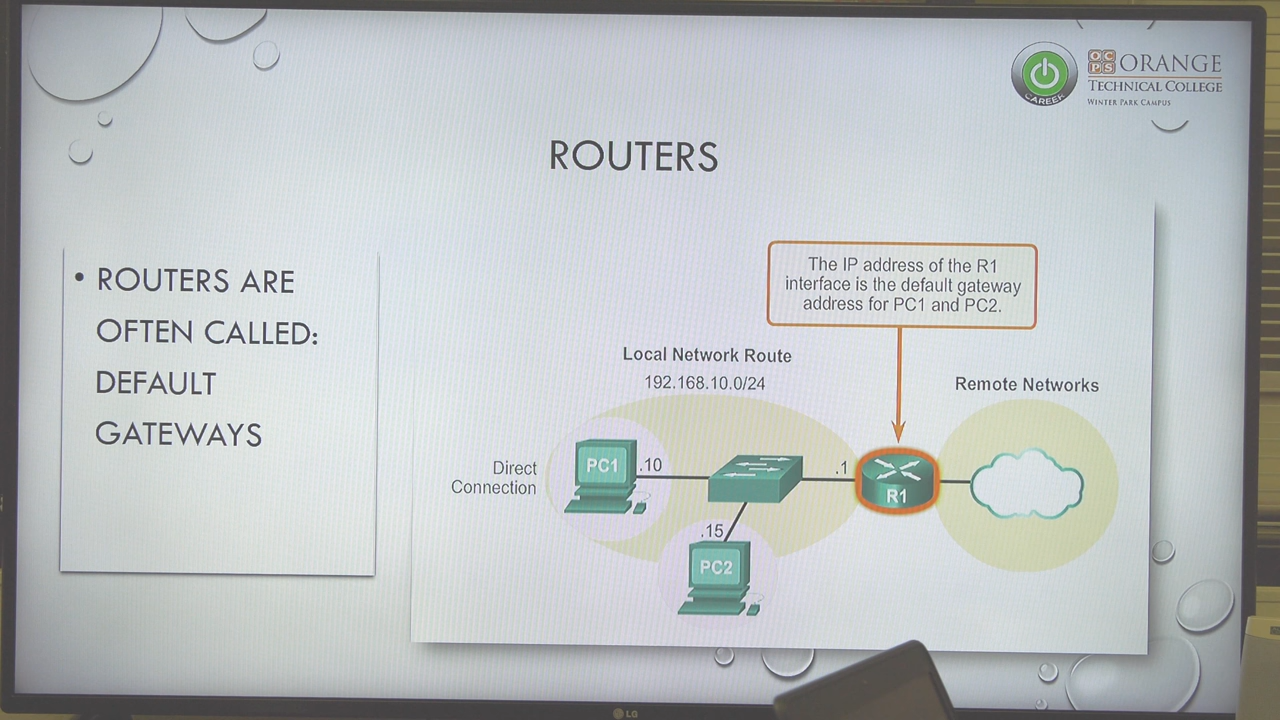 CAREER
OC
PS
ORANGE
TECHNICAL COLLEGE
WINTER PARK CAMPUS
ROUTERS
• ROUTERS ARE
OFTEN CALLED:
DEFAULT
GATEWAYS
The IP address of the R1
interface is the default gateway
address for PC1 and PC2.
Local Network Route
192.168.10.0/24
Remote Networks
Direct
Connection
PC1
.10
.1
R1
.15
PC2
LG